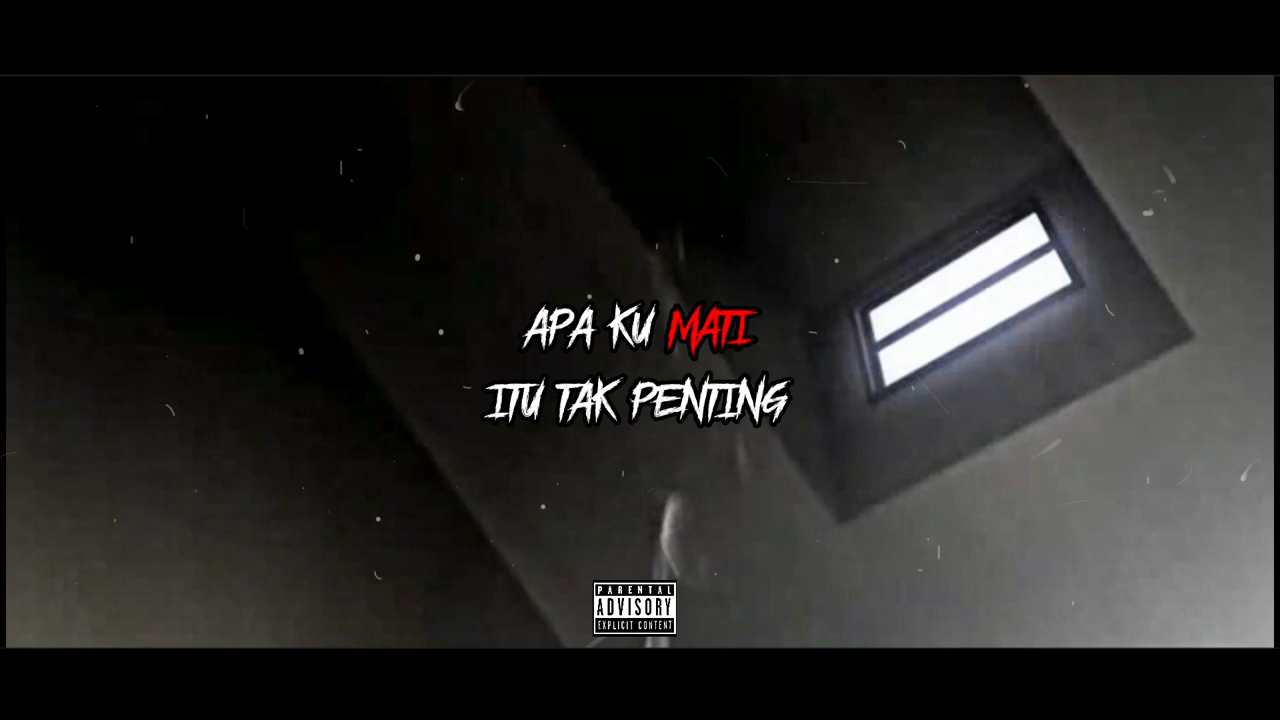 APA KU MATI
ITU TAK PENTING
PARENTAL
ADVISORY
EXPLICIT CONTENT